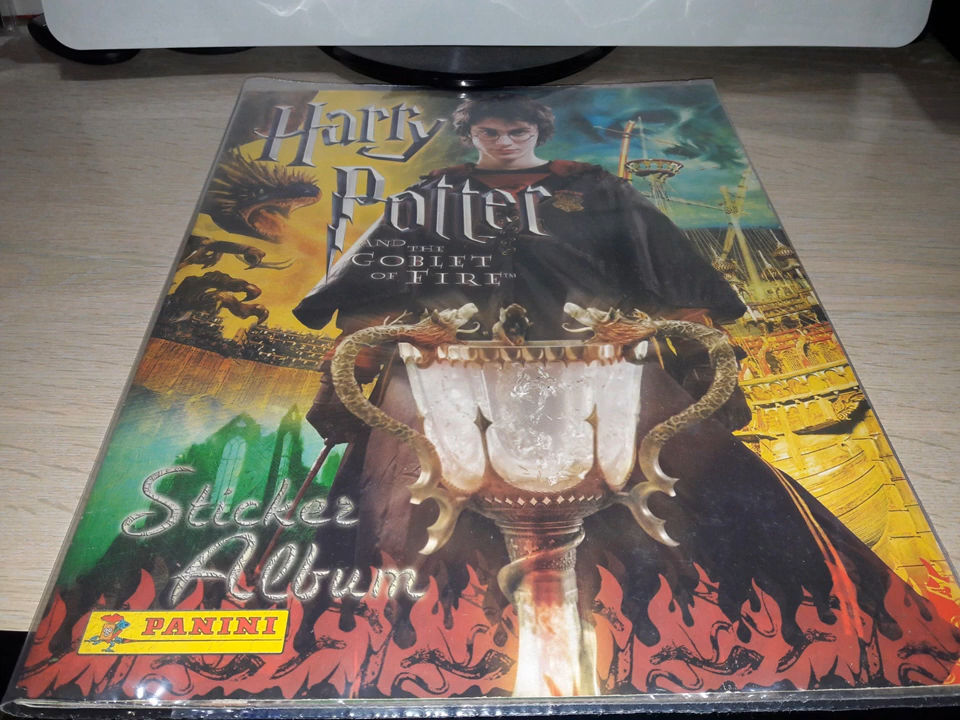 Harry
Potter
AND THE
GOBLET
OF FIRE™
Sticker
Album
PANINI